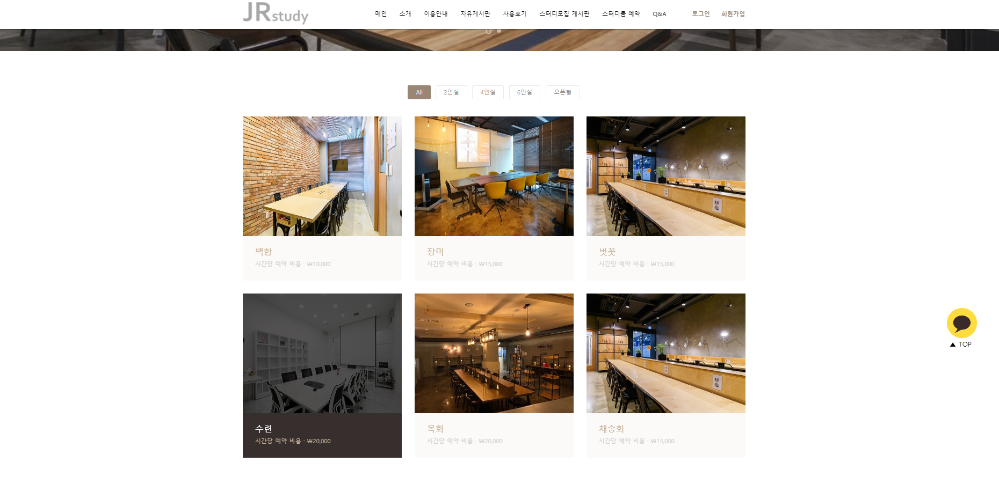 JRstudy
메인 소개 이용안내 자유게시판 사용후기 스터디모집 게시판 스터디룸 예약 Q&A 로그인 회원가입
All 2인실 4인실 6인실 오픈형
백합 장미 벗꽃
시간당 예약 비용 : ₩10,000 시간당 예약 비용 : ₩15,000 시간당 예약 비용 : ₩15,000
potential
▲ TOP
수련 목화 채송화
시간당 예약 비용 : ₩20,000 시간당 예약 비용 : ₩20,000 시간당 예약 비용 : ₩15,000